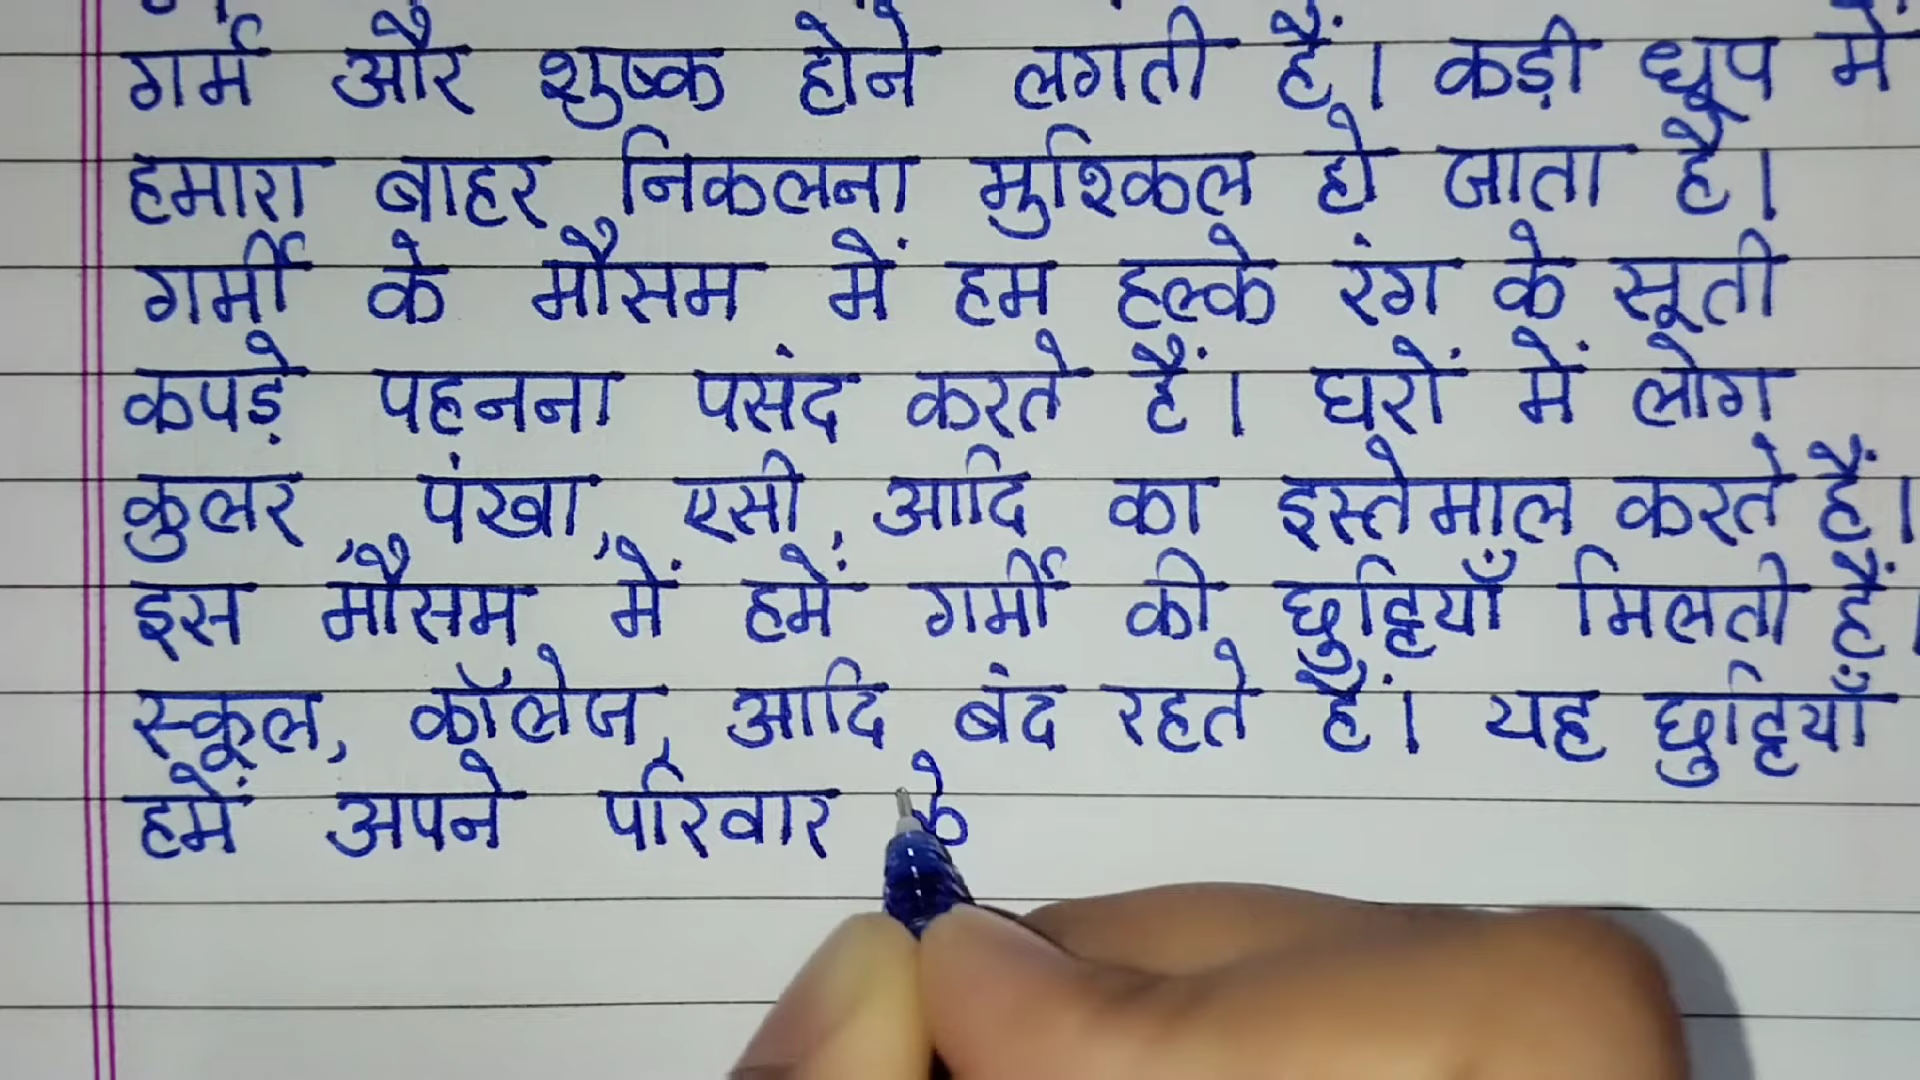 गर्म और शुष्क होने लगती हैं। कड़ी धूप में
हमारा बाहर निकलना मुश्किल हो जाता है।
गर्मी के मौसम में हम हल्के रंग के सूती
कपड़े पहनना पसंद करते हैं। घरों में लोग
कुलर, पंखा, एसी, आदि का इस्तेमाल करते हैं।
इस मौसम में हमें गर्मी की छुट्टियाँ मिलती हैं।
स्कूल, कॉलेज, आदि बंद रहते हैं। यह छुट्टियाँ
हमें अपने परिवार के